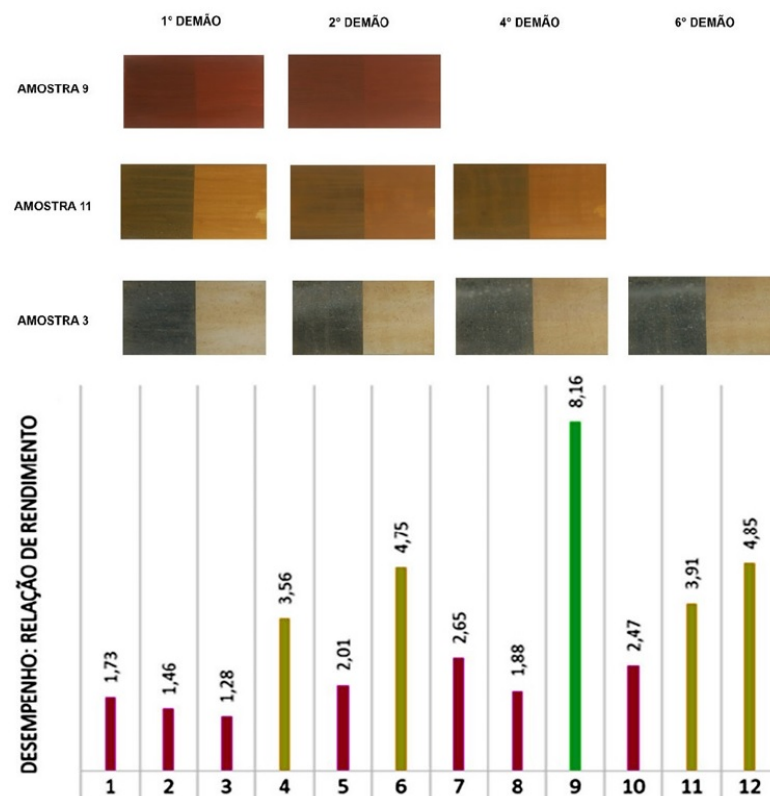 1° DEMÃO 2° DEMÃO 4° DEMÃO 6° DEMÃO
AMOSTRA 9
AMOSTRA 11
AMOSTRA 3
DESEMPENHO: RELAÇÃO DE RENDIMENTO
1,73
1,46
1,28
3,56
2,01
4,75
2,65
1,88
8,16
2,47
3,91
4,85
1 2 3 4 5 6 7 8 9 10 11 12